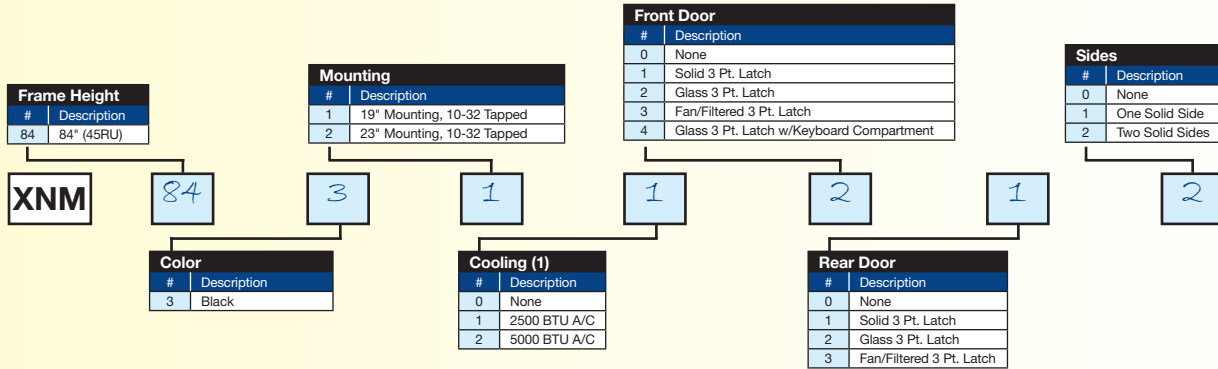 Frame Height
# Description
84 84" (45RU)
Mounting
# Description
1 19" Mounting, 10-32 Tapped
2 23" Mounting, 10-32 Tapped
Front Door
# Description
0 None
1 Solid 3 Pt. Latch
2 Glass 3 Pt. Latch
3 Fan/Filtered 3 Pt. Latch
4 Glass 3 Pt. Latch w/Keyboard Compartment
Sides
# Description
0 None
1 One Solid Side
2 Two Solid Sides
XNM 84 3 1 1 2 1 2
Color
# Description
3 Black
Cooling (1)
# Description
0 None
1 2500 BTU A/C
2 5000 BTU A/C
Rear Door
# Description
0 None
1 Solid 3 Pt. Latch
2 Glass 3 Pt. Latch
3 Fan/Filtered 3 Pt. Latch